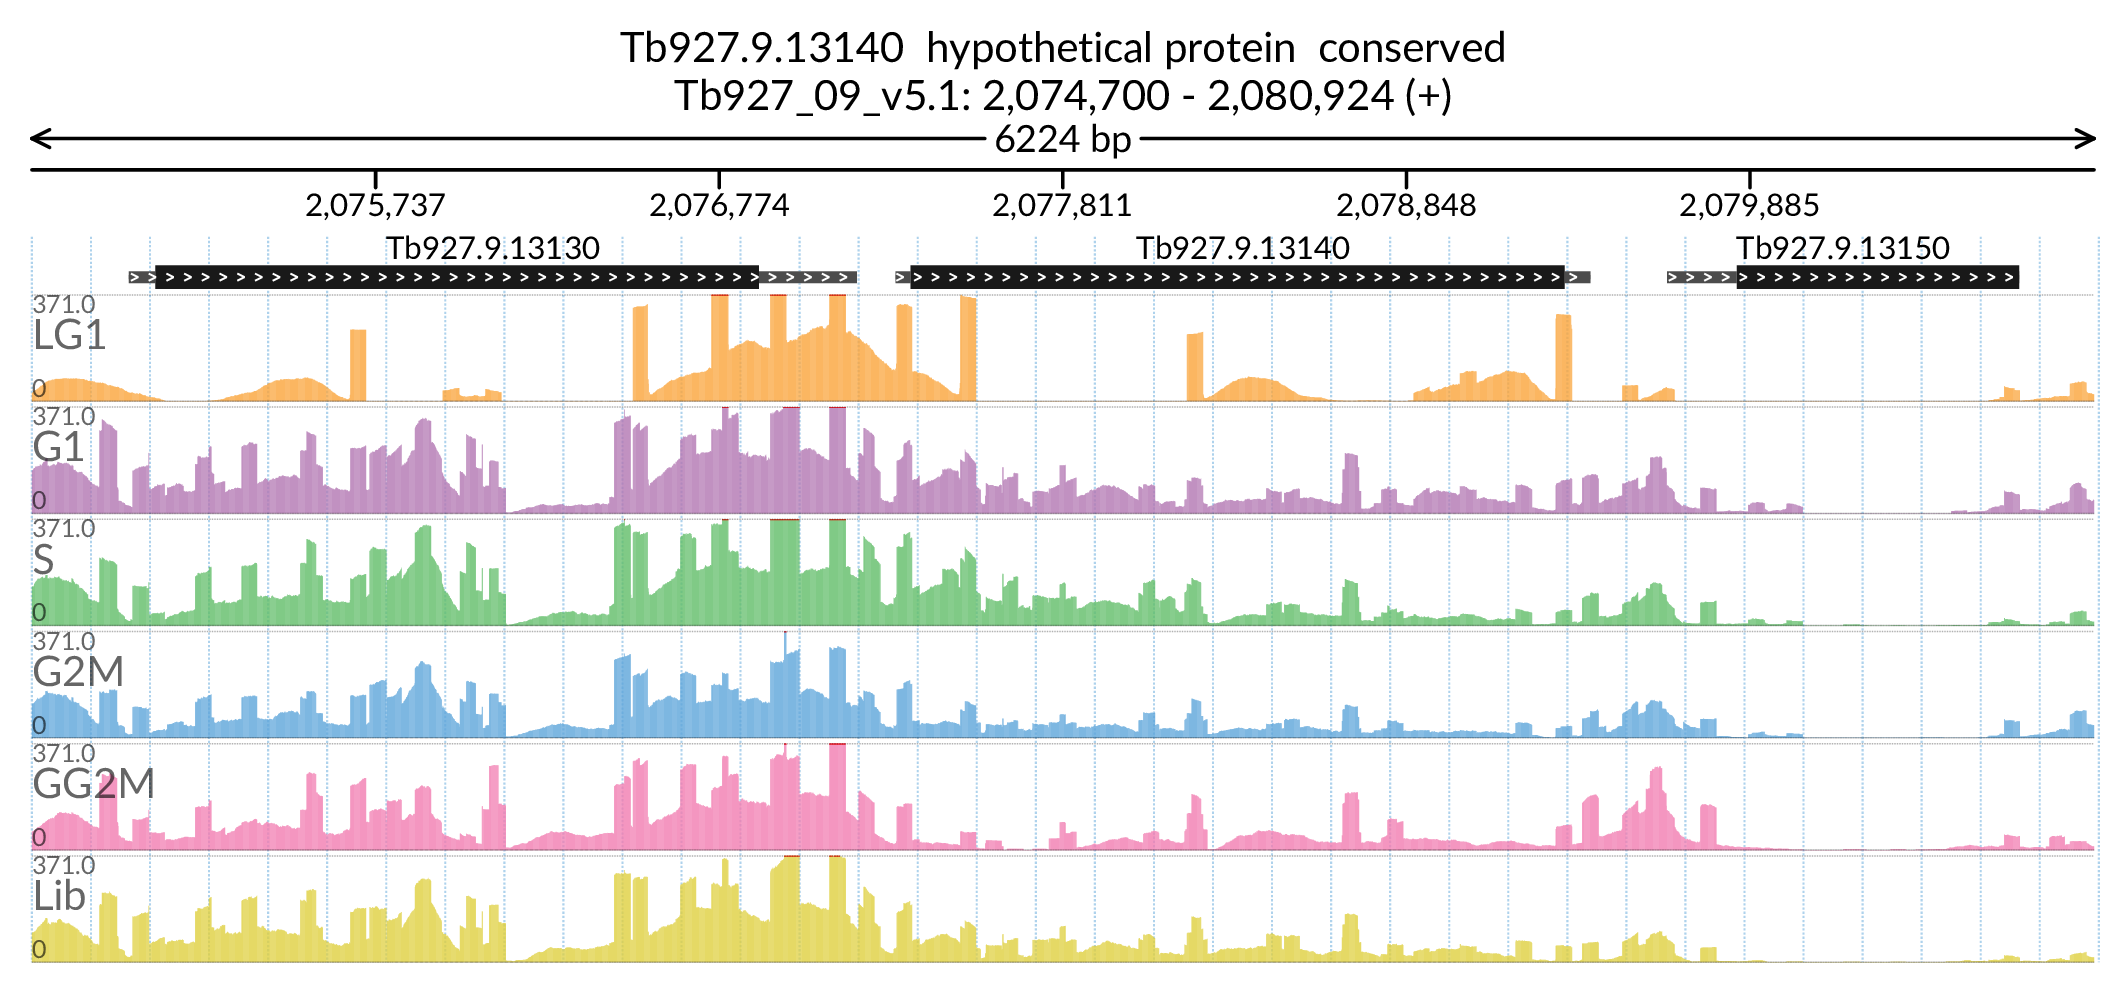 Tb927.9.13140 hypothetical protein conserved
Tb927_09_v5.1: 2,074,700 - 2,080,924 (+)
6224 bp
2,075,737 2,076,774 2,077,811 2,078,848 2,079,885
Tb927.9.13130 Tb927.9.13140 Tb927.9.13150
371.0
LG1
0
371.0
G1
0
371.0
S
0
371.0
G2M
0
371.0
GG2M
0
371.0
Lib
0